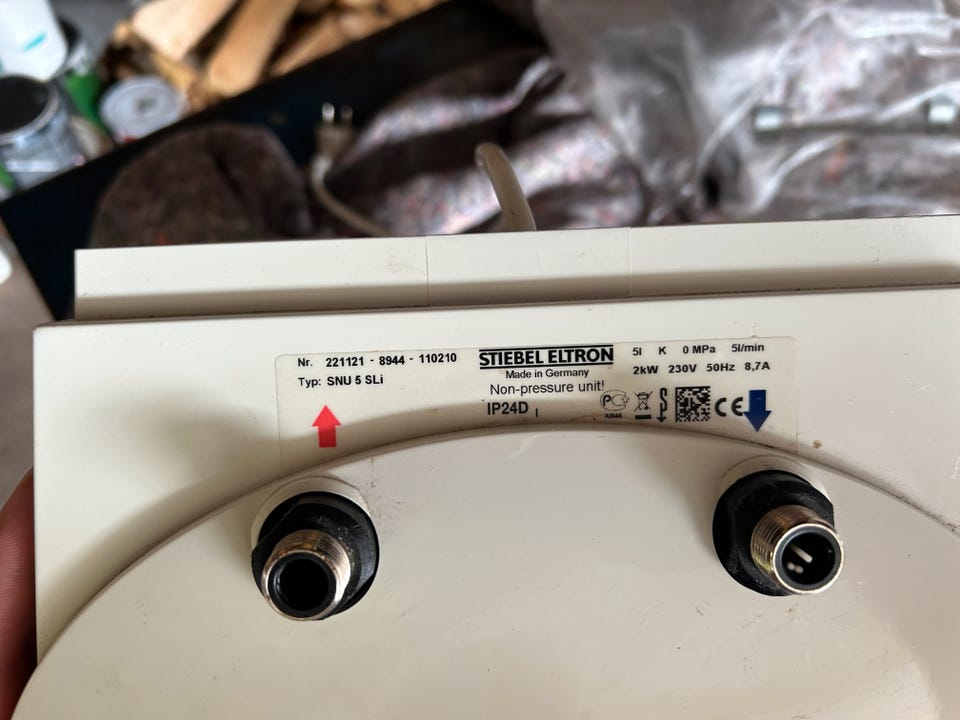 Nr. 221121 - 8944 - 110210
Typ: SNU 5 SLi
STIEBEL ELTRON
Made in Germany
Non-pressure unit!
IP24D
5l K 0 MPa 5l/min
2kW 230V 50Hz 8,7A
CE